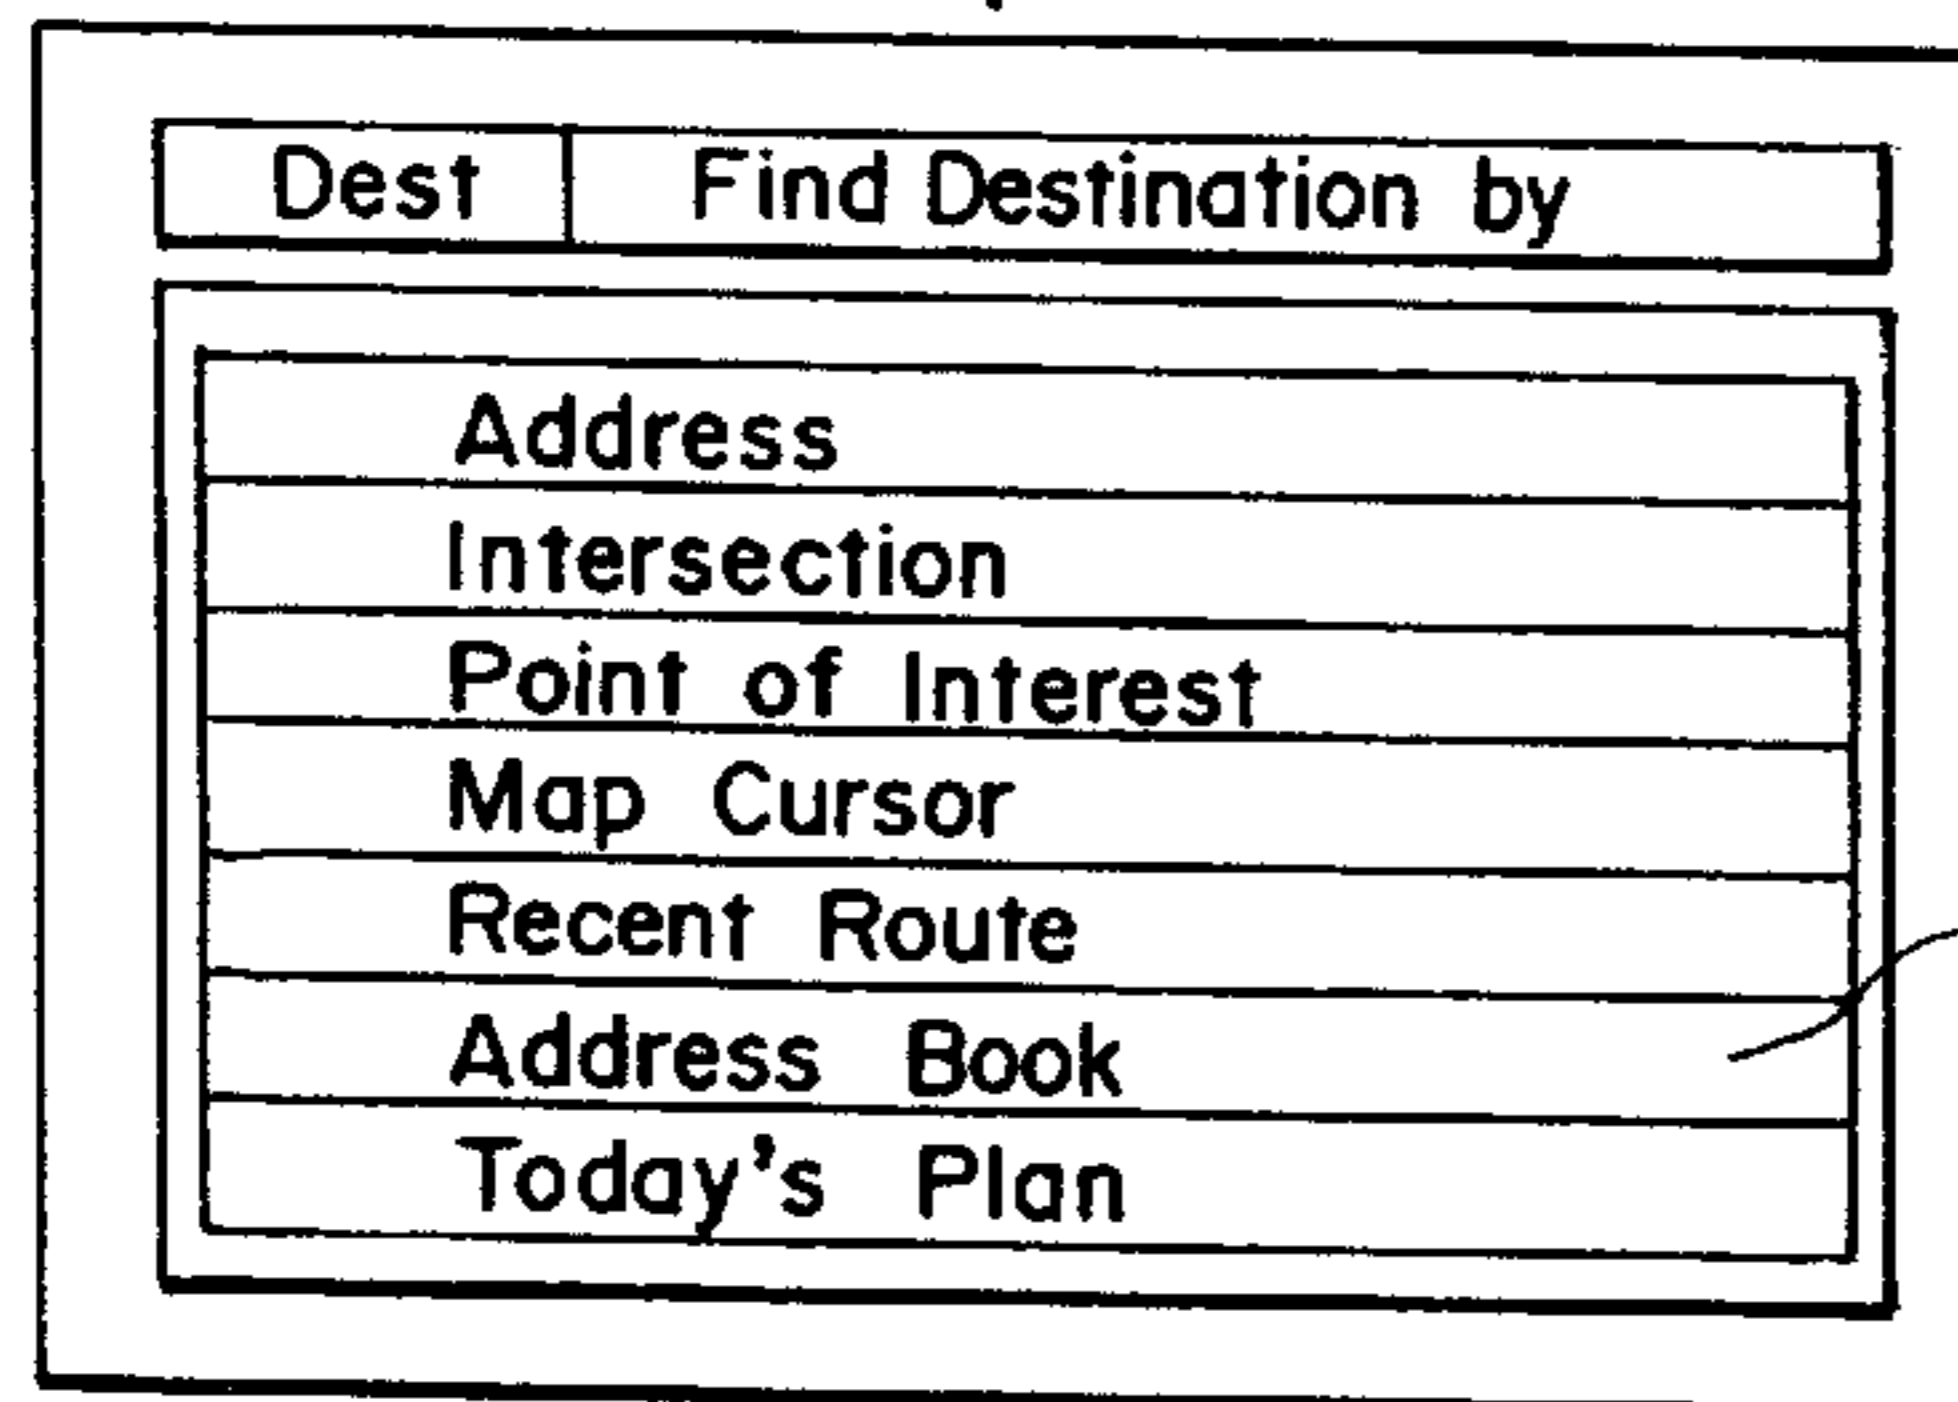 Dest Find Destination by
Address
Intersection
Point of Interest
Map Cursor
Recent Route
Address Book
Today's Plan